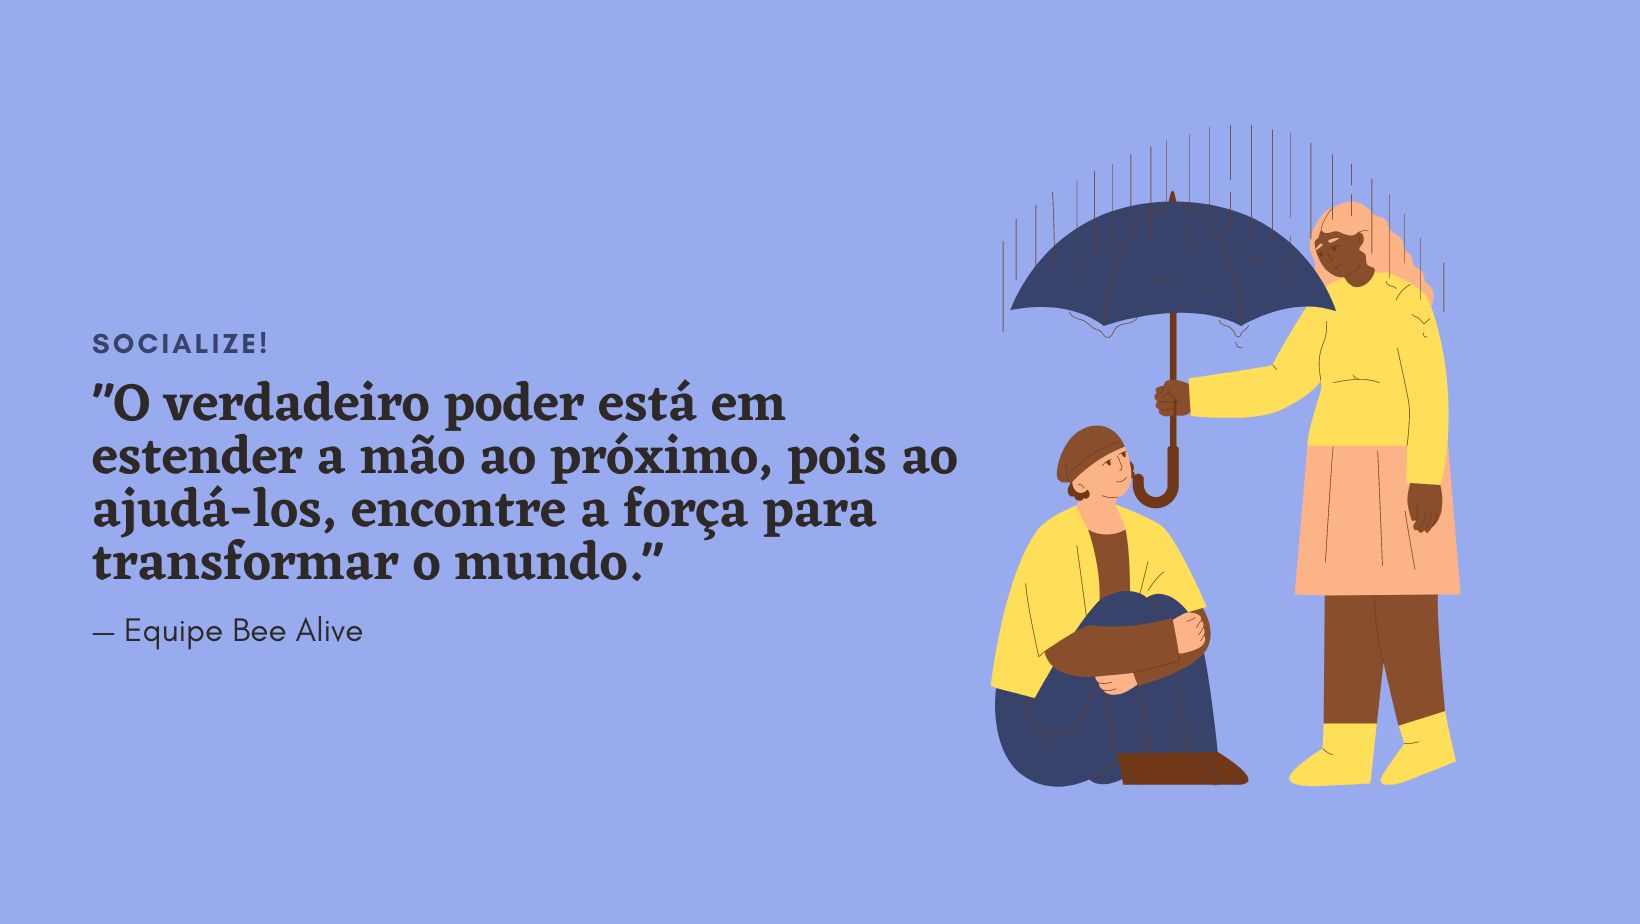 SOCIALIZE!
"O verdadeiro poder está em
estender a mão ao próximo, pois ao
ajudá-los, encontre a força para
transformar o mundo."
— Equipe Bee Alive